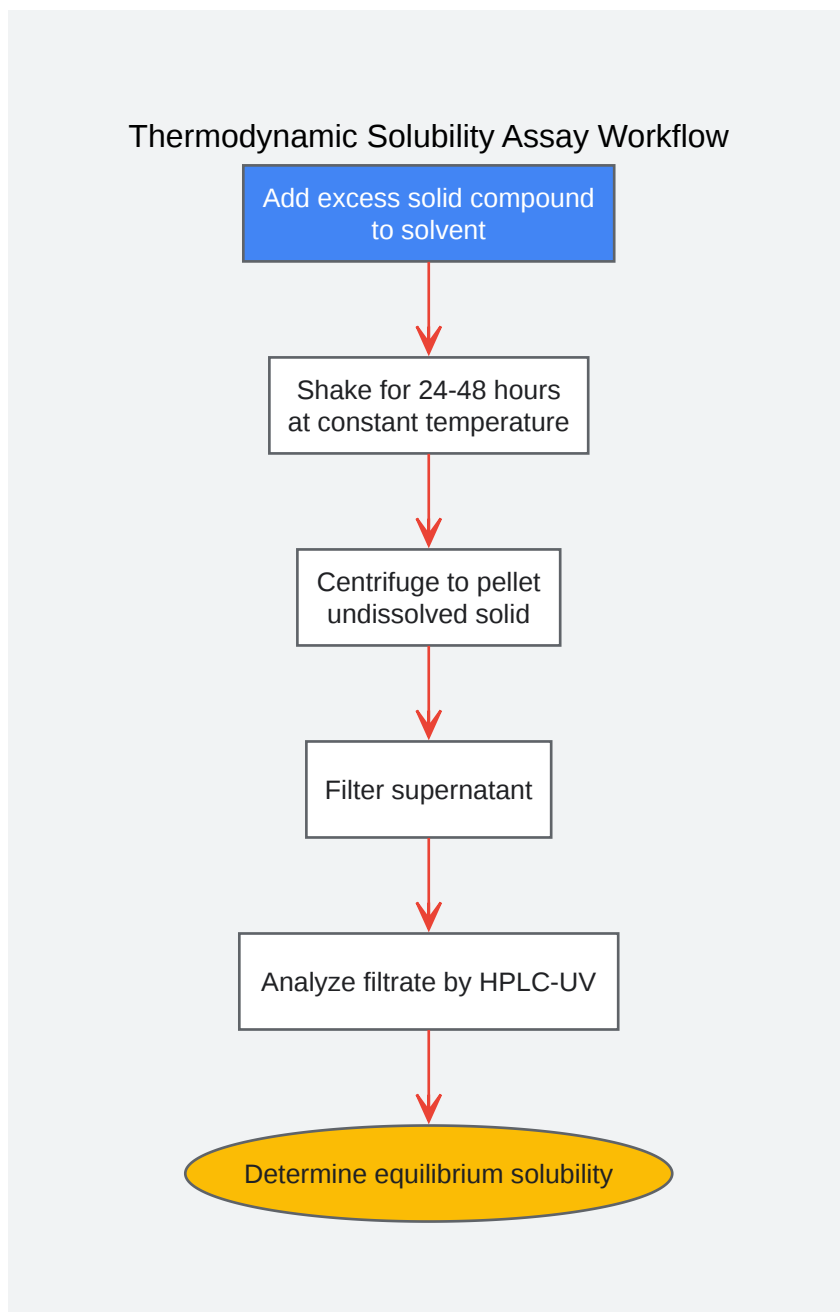 Thermodynamic Solubility Assay Workflow
Add excess solid compound
to solvent
Shake for 24-48 hours
at constant temperature
Centrifuge to pellet
undissolved solid
Filter supernatant
Analyze filtrate by HPLC-UV
Determine equilibrium solubility